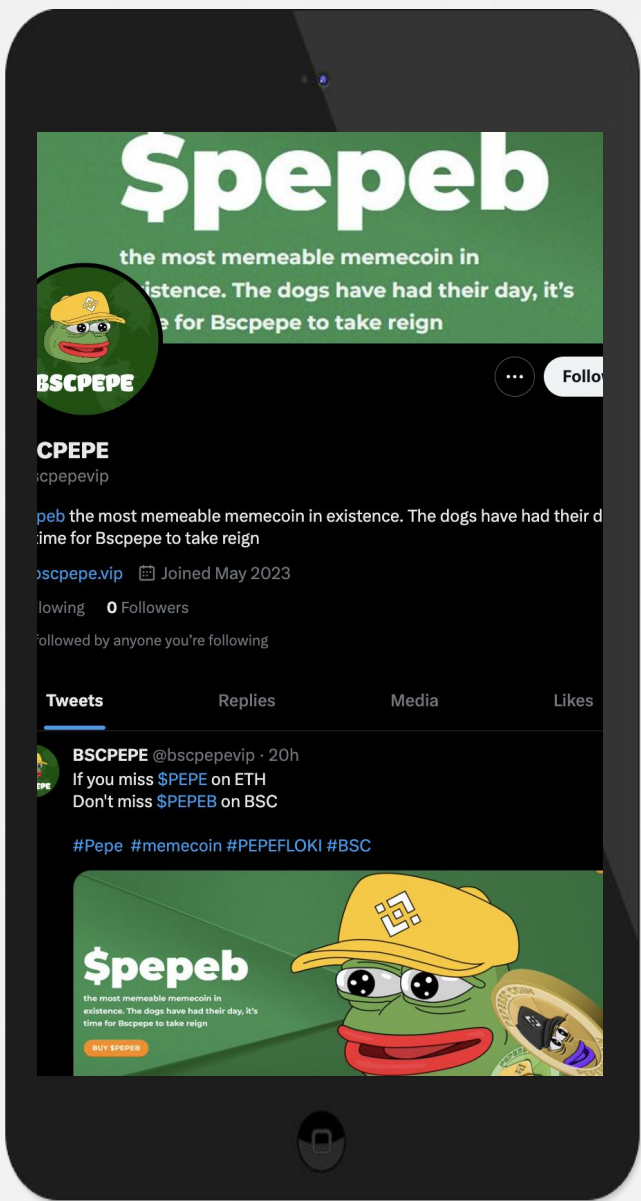 $pepeb
the most memeable memecoin in
istence. The dogs have had their day, it's
e for Bscpepe to take reign
BSCPEPE
Follo
CPEPE
scpepevip
peb the most memeable memecoin in existence. The dogs have had their d
time for Bscpepe to take reign
bscpepe.vip Joined May 2023
lowing 0 Followers
followed by anyone you're following
Tweets Replies Media Likes
BSCPEPE @bscpepevip · 20h
If you miss $PEPE on ETH
Don't miss $PEPEB on BSC
#Pepe #memecoin #PEPEFLOKI #BSC
$pepeb
the most memeable memecoin in
existence. The dogs have had their day, it's
time for Bscpepe to take reign
BUY $PEPEB